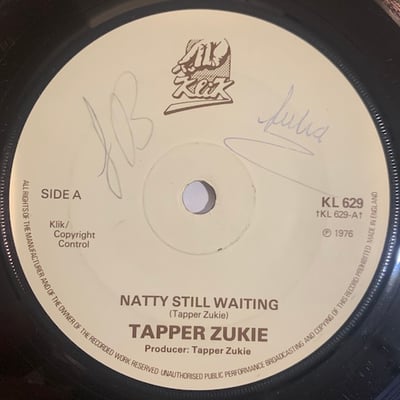 KliK
SIDE A
KL 629
†KL 629-A†
Klik/
Copyright
Control
℗ 1976
NATTY STILL WAITING
(Tapper Zukie)
TAPPER ZUKIE
Producer: Tapper Zukie
ALL RIGHTS OF THE MANUFACTURER AND OF THE OWNER OF THE RECORDED WORK RESERVED UNAUTHORISED PUBLIC PERFORMANCE BROADCASTING AND COPYING OF THIS RECORD PROHIBITED MADE IN ENGLAND